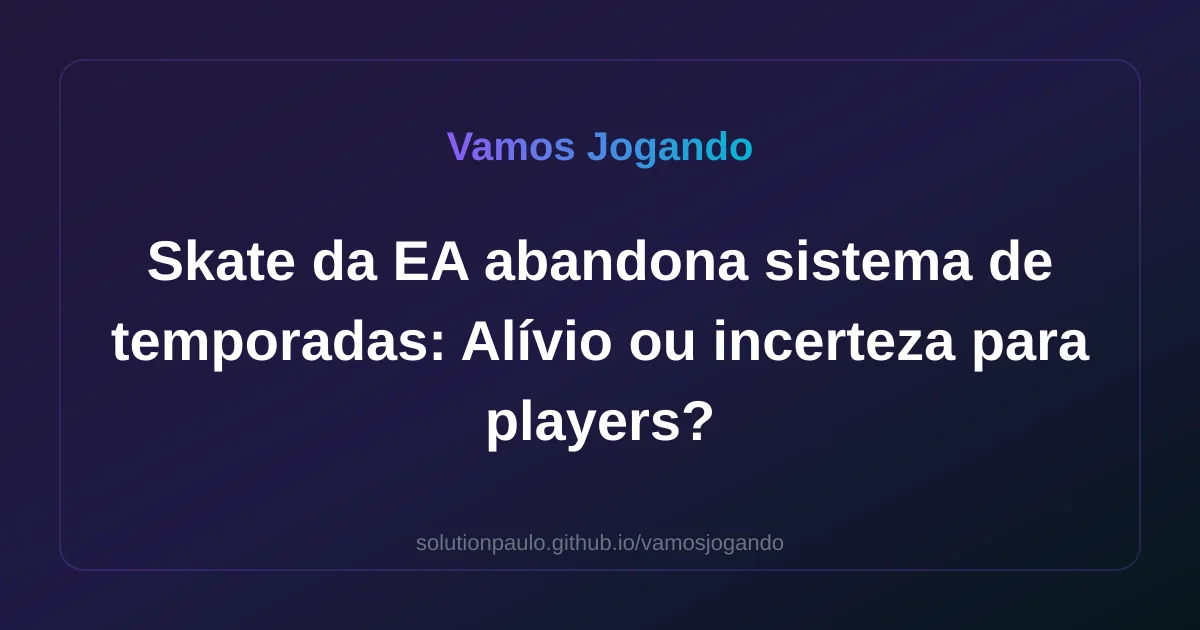 Vamos Jogando
Skate da EA abandona sistema de
temporadas: Alívio ou incerteza para
players?
solutionpaulo.github.io/vamosjogando